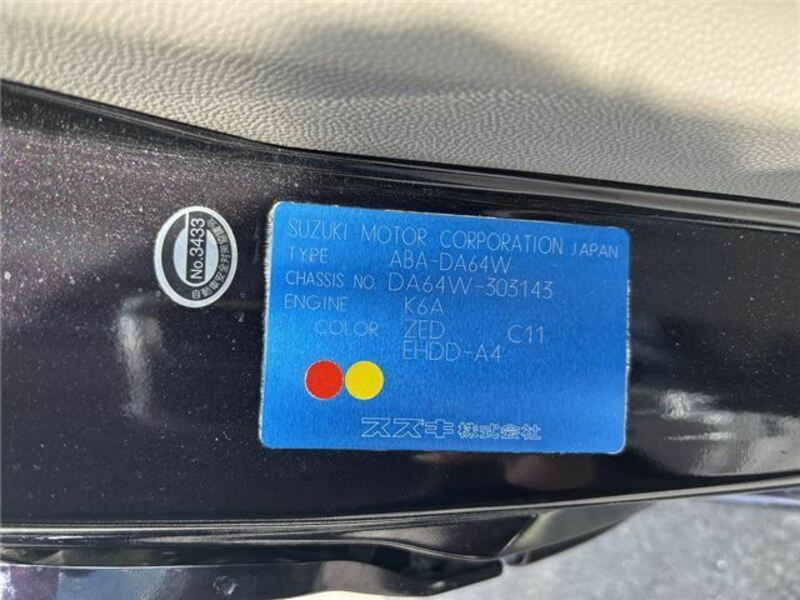 No.3433
SUZUKI MOTOR CORPORATION JAPAN
TYPE ABA-DA64W
CHASSIS NO. DA64W-303143
ENGINE K6A
COLOR ZED C11
EHDD-A4
スズキ株式会社